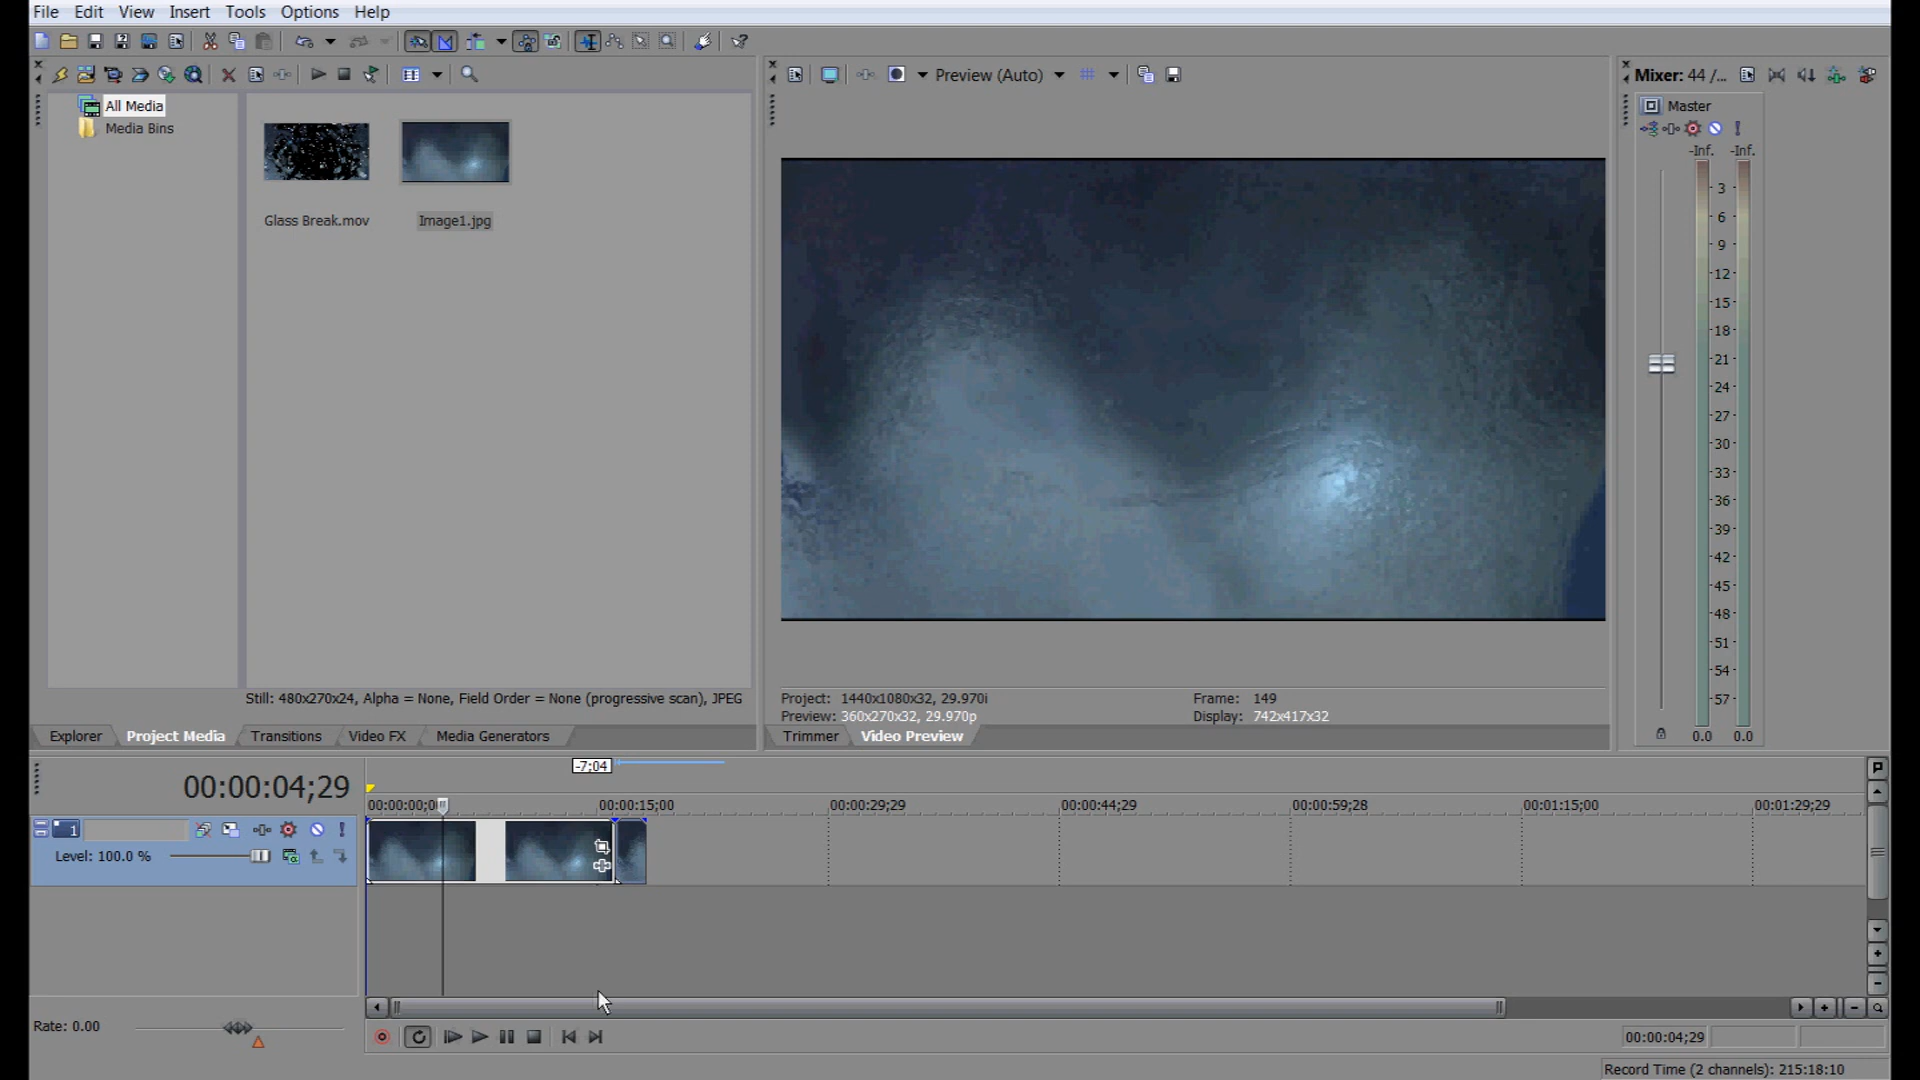 File Edit View Insert Tools Options Help
Preview (Auto)
Mixer: 44 /...
All Media
Media Bins
Master
-Inf. -Inf.
3
6
9
12
15
18
21
24
27
30
33
36
39
42
45
48
51
54
57
0.0 0.0
Glass Break.mov
Image1.jpg
Still: 480x270x24, Alpha = None, Field Order = None (progressive scan), JPEG
Project: 1440x1080x32, 29.970i
Frame: 149
Preview: 360x270x32, 29.970p
Display: 742x417x32
Explorer Project Media Transitions Video FX Media Generators
Trimmer Video Preview
-7;04
00:00:04;29
00:00:15;00 00:00:29;29 00:00:44;29 00:00:59;28 00:01:15;00 00:01:29;29
1
Level: 100.0 %
Rate: 0.00
00:00:04;29
Record Time (2 channels): 215:18:10